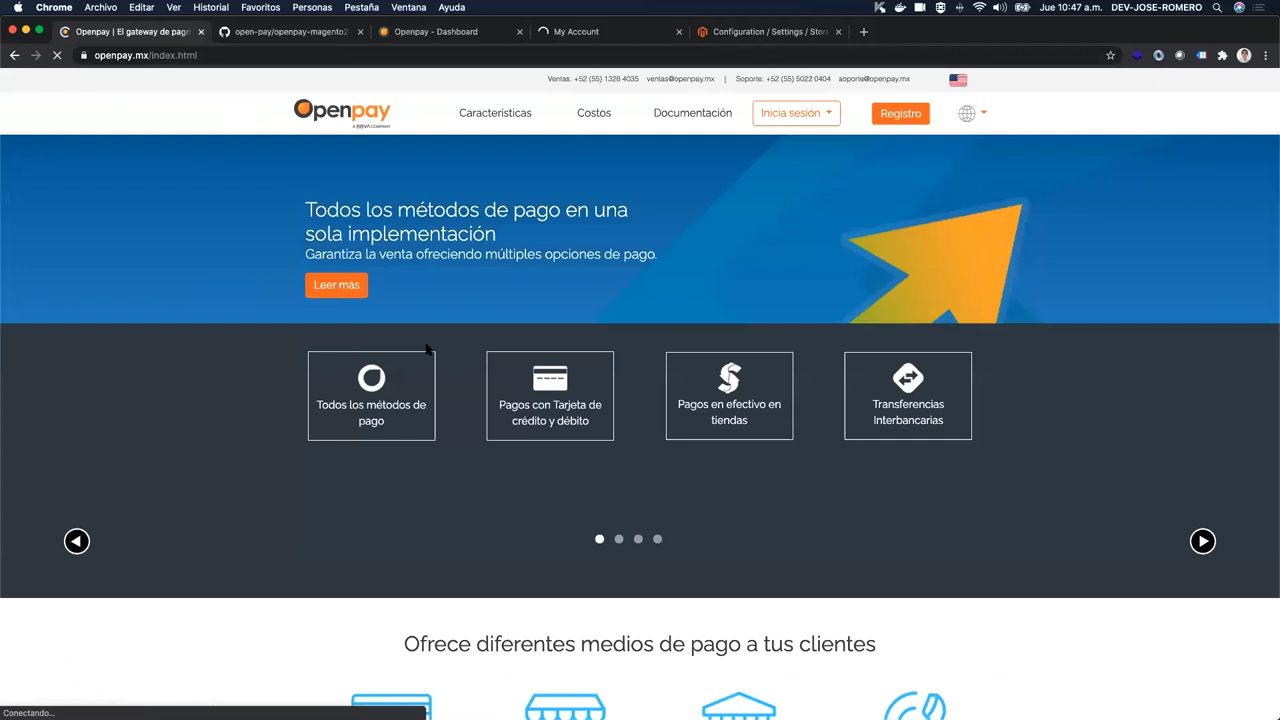 Chrome Archivo Editar Ver Historial Favoritos Personas Pestaña Ventana Ayuda
Jue 10:47 a.m. DEV-JOSE-ROMERO
Openpay | El gateway de pago
open-pay/openpay-magento2
Openpay - Dashboard
My Account
Configuration / Settings / Stor
openpay.mx/index.html
Ventas: +52 (55) 1328 4035 ventas@openpay.mx | Soporte: +52 (55) 5022 0404 soporte@openpay.mx
Openpay
A BBVA COMPANY
Características
Costos
Documentación
Inicia sesión
Registro
Todos los métodos de pago en una
sola implementación
Garantiza la venta ofreciendo múltiples opciones de pago.
Leer más
Todos los métodos de
pago
Pagos con Tarjeta de
crédito y débito
Pagos en efectivo en
tiendas
Transferencias
Interbancarias
Ofrece diferentes medios de pago a tus clientes
Conectando...